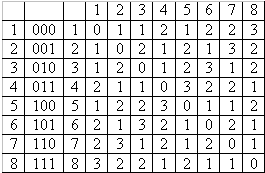 1 2 3 4 5 6 7 8
1 000 1 0 1 1 2 1 2 2 3
2 001 2 1 0 2 1 2 1 3 2
3 010 3 1 2 0 1 2 3 1 2
4 011 4 2 1 1 0 3 2 2 1
5 100 5 1 2 2 3 0 1 1 2
6 101 6 2 1 3 2 1 0 2 1
7 110 7 2 3 1 2 1 2 0 1
8 111 8 3 2 2 1 2 1 1 0